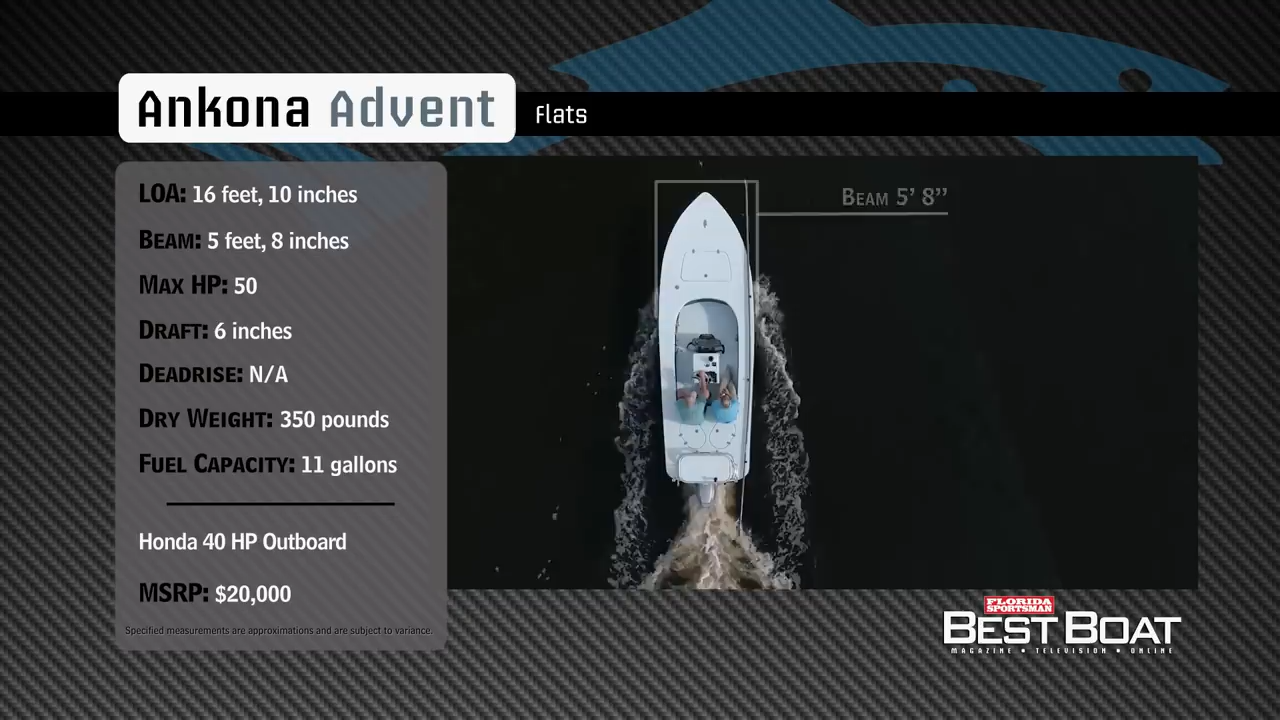 Ankona Advent
Flats
LOA: 16 feet, 10 inches
BEAM: 5 feet, 8 inches
MAX HP: 50
DRAFT: 6 inches
DEADRISE: N/A
DRY WEIGHT: 350 pounds
FUEL CAPACITY: 11 gallons
Honda 40 HP Outboard
MSRP: $20,000
Specified measurements are approximations and are subject to variance.
BEAM 5' 8''
FLORIDA
SPORTSMAN
BEST BOAT
MAGAZINE • TELEVISION • ONLINE